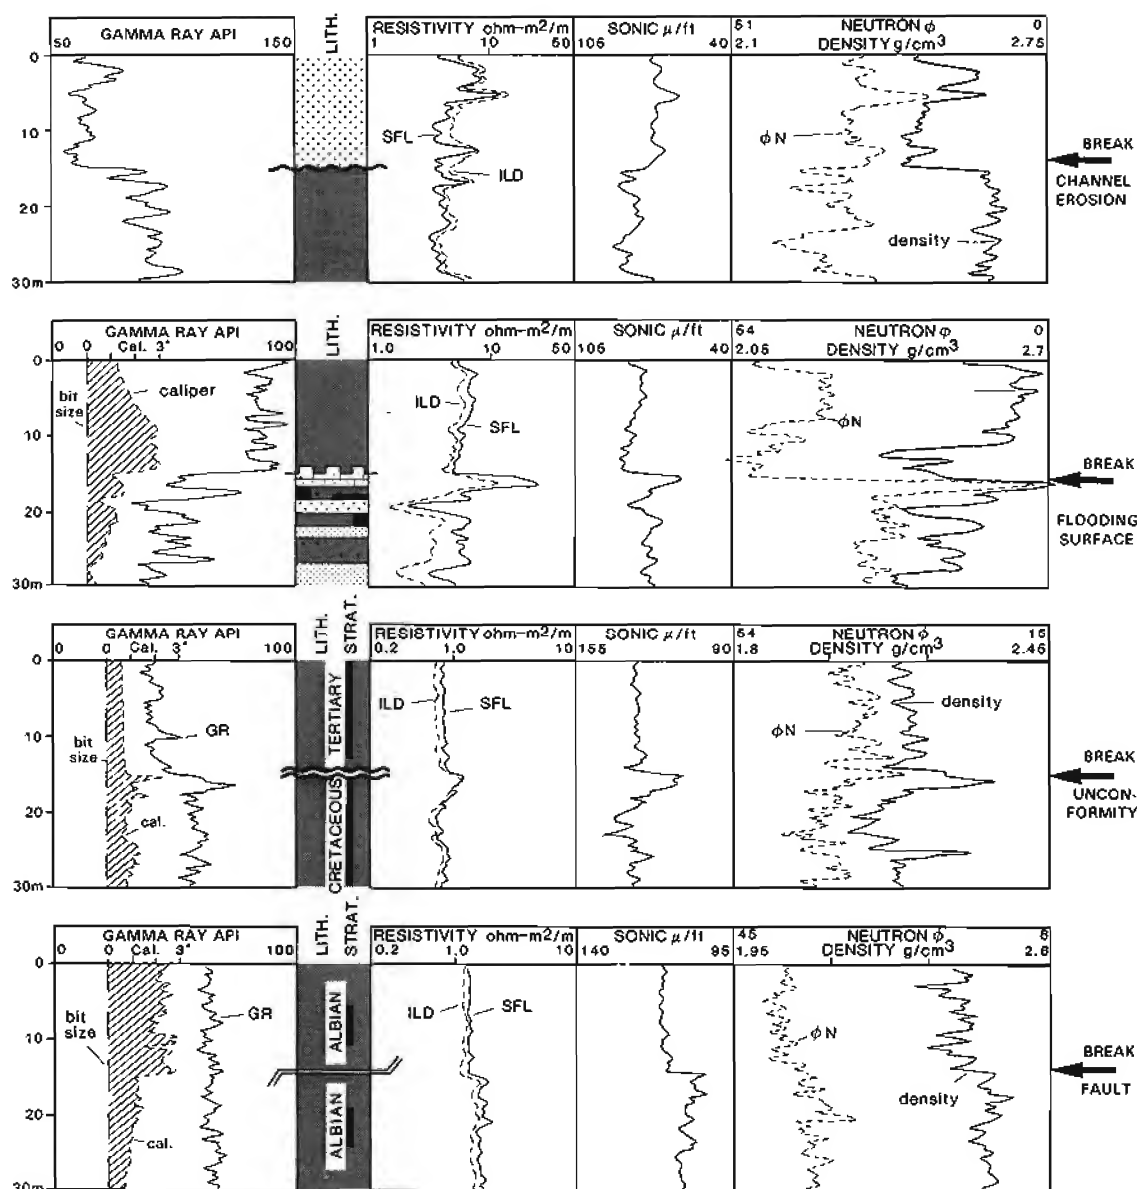 GAMMA RAY API
50 150
LITH.
RESISTIVITY ohm-m2/m
1 10 50
SONIC μ/ft
106 40
51 NEUTRON ϕ 0
2.1 DENSITY g/cm3 2.75
0
10
20
30m
SFL
ILD
ϕN
density
BREAK
CHANNEL
EROSION
GAMMA RAY API
0 0 Cal. 3" 100
LITH.
RESISTIVITY ohm-m2/m
1.0 10 50
SONIC μ/ft
106 40
54 NEUTRON ϕ 0
2.05 DENSITY g/cm3 2.7
0
10
20
30m
bit
size
caliper
ILD
SFL
ϕN
BREAK
FLOODING
SURFACE
GAMMA RAY API
0 0 Cal. 3" 100
LITH.
STRAT.
RESISTIVITY ohm-m2/m
0.2 1.0 10
SONIC μ/ft
155 90
54 NEUTRON ϕ 15
1.8 DENSITY g/cm3 2.45
0
10
20
30m
bit
size
GR
cal.
TERTIARY
CRETACEOUS
ILD
SFL
ϕN
density
BREAK
UNCON-
FORMITY
GAMMA RAY API
0 0 Cal. 3" 100
LITH.
STRAT.
RESISTIVITY ohm-m2/m
0.2 1.0 10
SONIC μ/ft
140 95
45 NEUTRON ϕ 6
1.95 DENSITY g/cm3 2.8
0
10
20
30m
bit
size
GR
cal.
ALBIAN
ALBIAN
ILD
SFL
ϕN
density
BREAK
FAULT